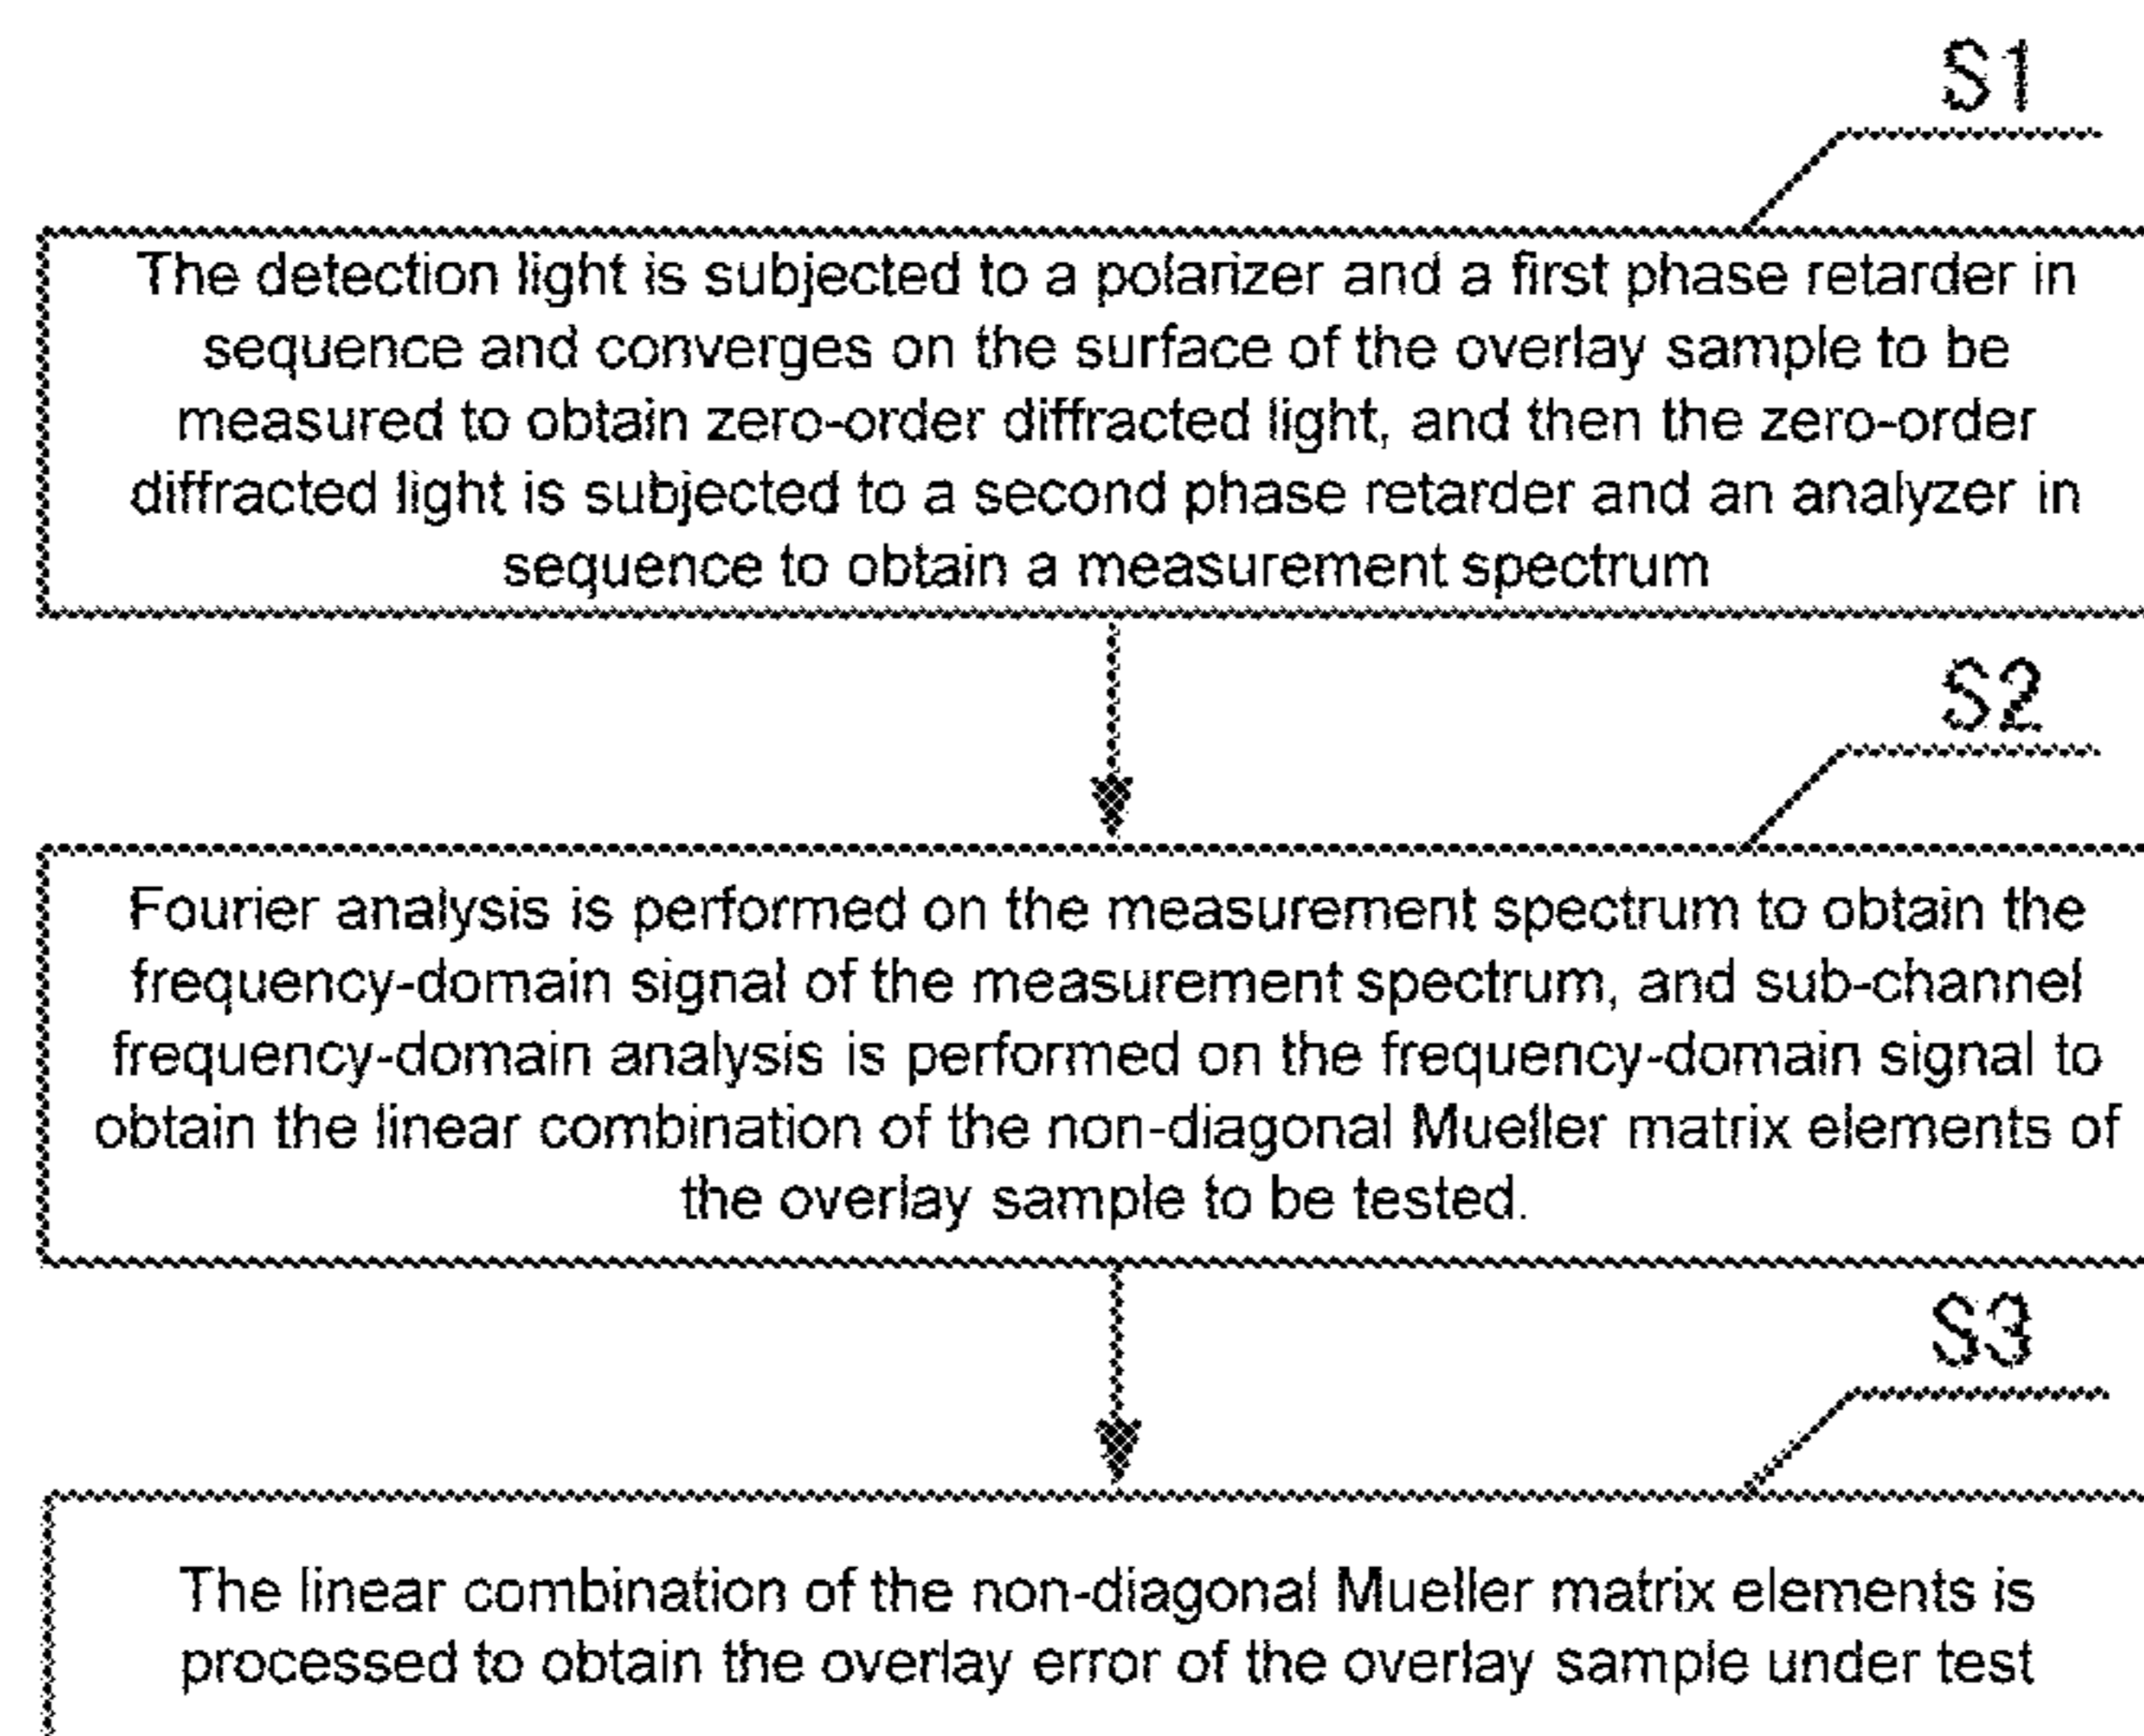 S1
The detection light is subjected to a polarizer and a first phase retarder in
sequence and converges on the surface of the overlay sample to be
measured to obtain zero-order diffracted light, and then the zero-order
diffracted light is subjected to a second phase retarder and an analyzer in
sequence to obtain a measurement spectrum
S2
Fourier analysis is performed on the measurement spectrum to obtain the
frequency-domain signal of the measurement spectrum, and sub-channel
frequency-domain analysis is performed on the frequency-domain signal to
obtain the linear combination of the non-diagonal Mueller matrix elements of
the overlay sample to be tested.
S3
The linear combination of the non-diagonal Mueller matrix elements is
processed to obtain the overlay error of the overlay sample under test